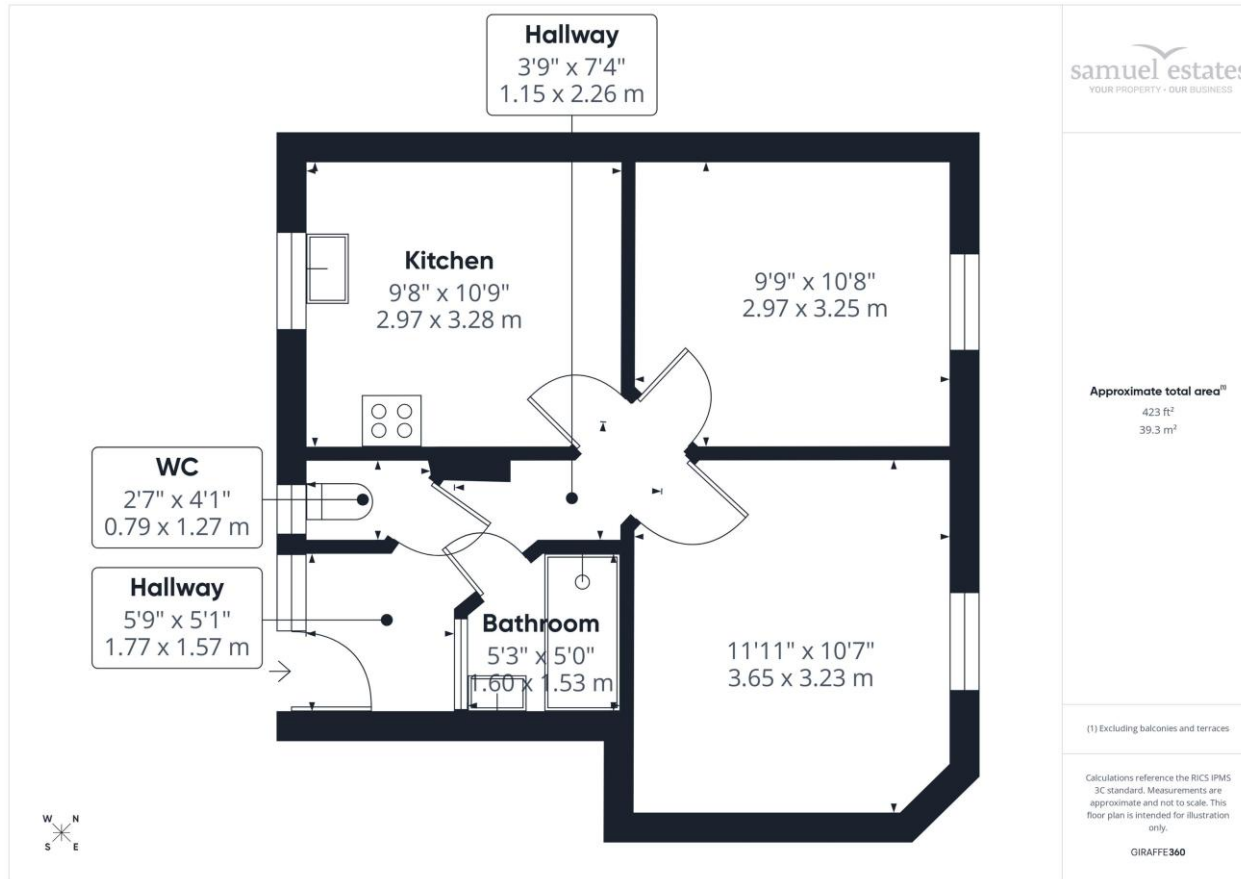 Hallway
3'9" x 7'4"
1.15 x 2.26 m
samuel estates
YOUR PROPERTY • OUR BUSINESS
Kitchen
9'8" x 10'9"
2.97 x 3.28 m
9'9" x 10'8"
2.97 x 3.25 m
Approximate total area⁽¹⁾
423 ft²
39.3 m²
WC
2'7" x 4'1"
0.79 x 1.27 m
Hallway
5'9" x 5'1"
1.77 x 1.57 m
Bathroom
5'3" x 5'0"
1.60 x 1.53 m
11'11" x 10'7"
3.65 x 3.23 m
(1) Excluding balconies and terraces
Calculations reference the RICS IPMS
3C standard. Measurements are
approximate and not to scale. This
floor plan is intended for illustration
only.
GIRAFFE360
W N
S E